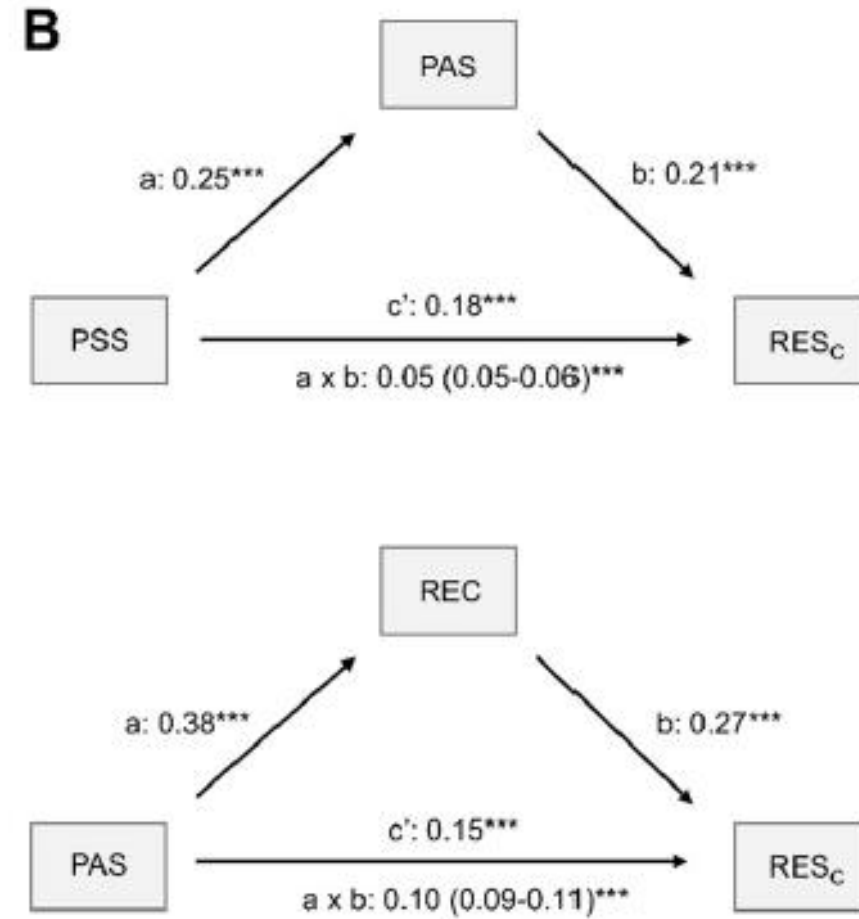 B
PAS
a: 0.25***
b: 0.21***
PSS
c’: 0.18***
RESC
a x b: 0.05 (0.05-0.06)***
REC
a: 0.38***
b: 0.27***
PAS
c’: 0.15***
RESC
a x b: 0.10 (0.09-0.11)***